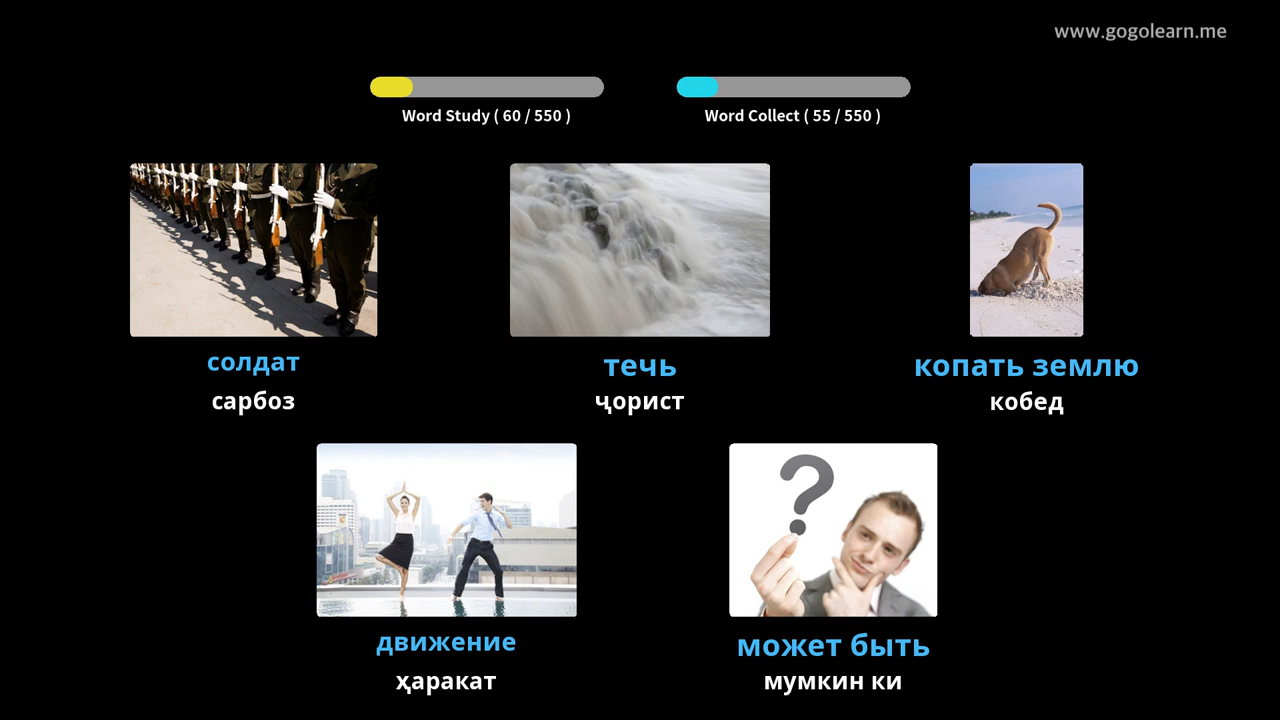 www.gogolearn.me
Word Study ( 60 / 550 )
Word Collect ( 55 / 550 )
солдат
сарбоз
течь
ҷорист
копать землю
кобед
движение
ҳаракат
может быть
мумкин ки